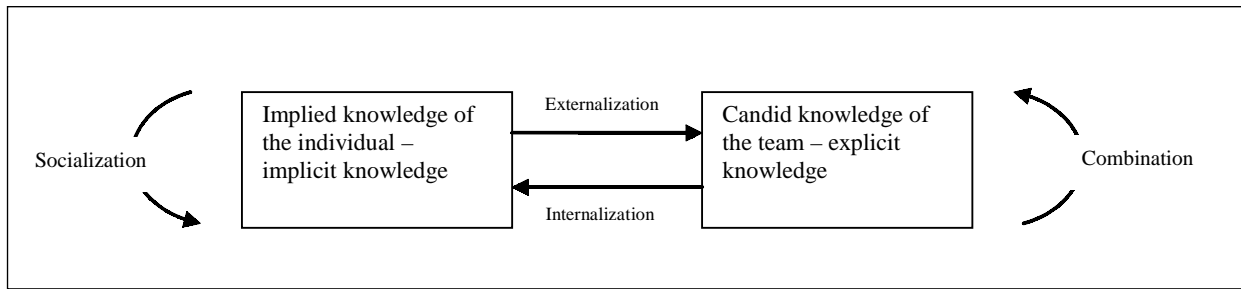 Socialization
Implied knowledge of
the individual –
implicit knowledge
Externalization
Internalization
Candid knowledge of
the team – explicit
knowledge
Combination